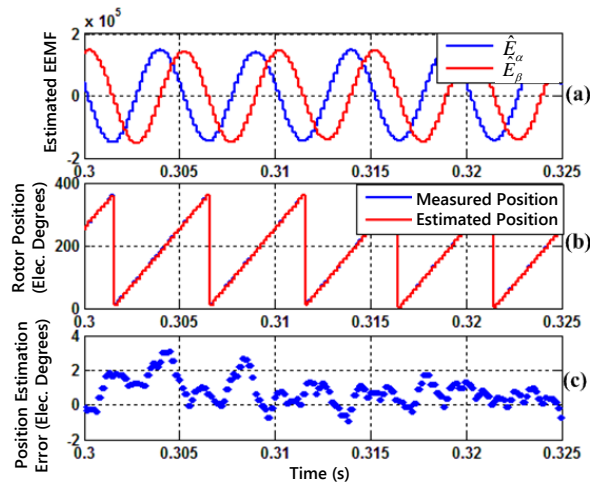 2 x 10^5
0
-2
0.3 0.305 0.31 0.315 0.32 0.325
Estimated EEMF
Ê_α
Ê_β
(a)
400
200
0
0.3 0.305 0.31 0.315 0.32 0.325
Rotor Position
(Elec. Degrees)
Measured Position
Estimated Position
(b)
4
2
0
-2
0.3 0.305 0.31 0.315 0.32 0.325
Position Estimation
Error (Elec. Degrees)
(c)
Time (s)